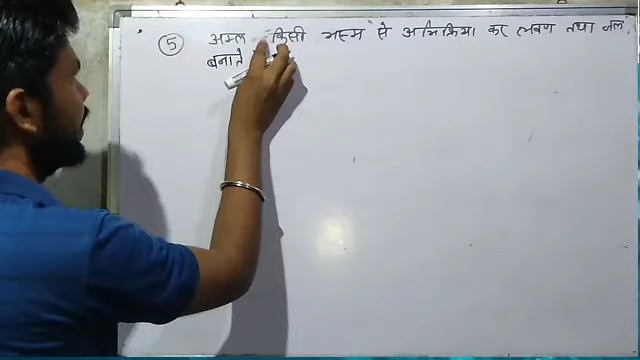 ⑤ अम्ल किसी भस्म से अभिक्रिया कर लवण तथा जल
बनाते